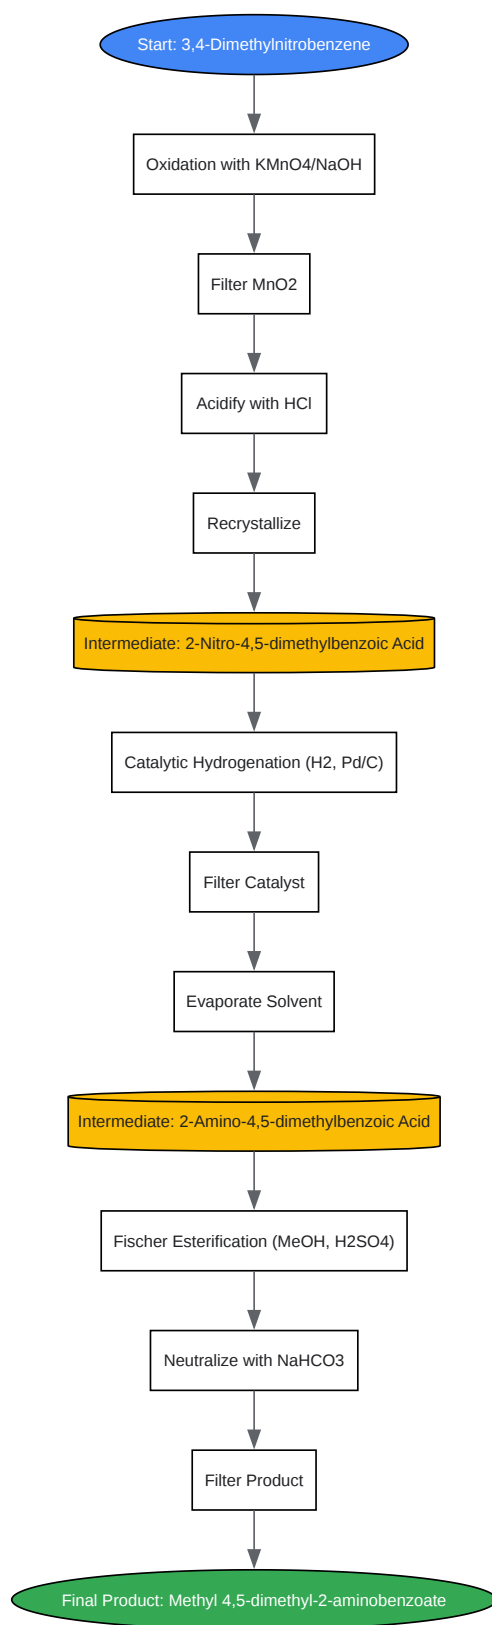 Start: 3,4-Dimethylnitrobenzene
Oxidation with KMnO4/NaOH
Filter MnO2
Acidify with HCl
Recrystallize
Intermediate: 2-Nitro-4,5-dimethylbenzoic Acid
Catalytic Hydrogenation (H2, Pd/C)
Filter Catalyst
Evaporate Solvent
Intermediate: 2-Amino-4,5-dimethylbenzoic Acid
Fischer Esterification (MeOH, H2SO4)
Neutralize with NaHCO3
Filter Product
Final Product: Methyl 4,5-dimethyl-2-aminobenzoate